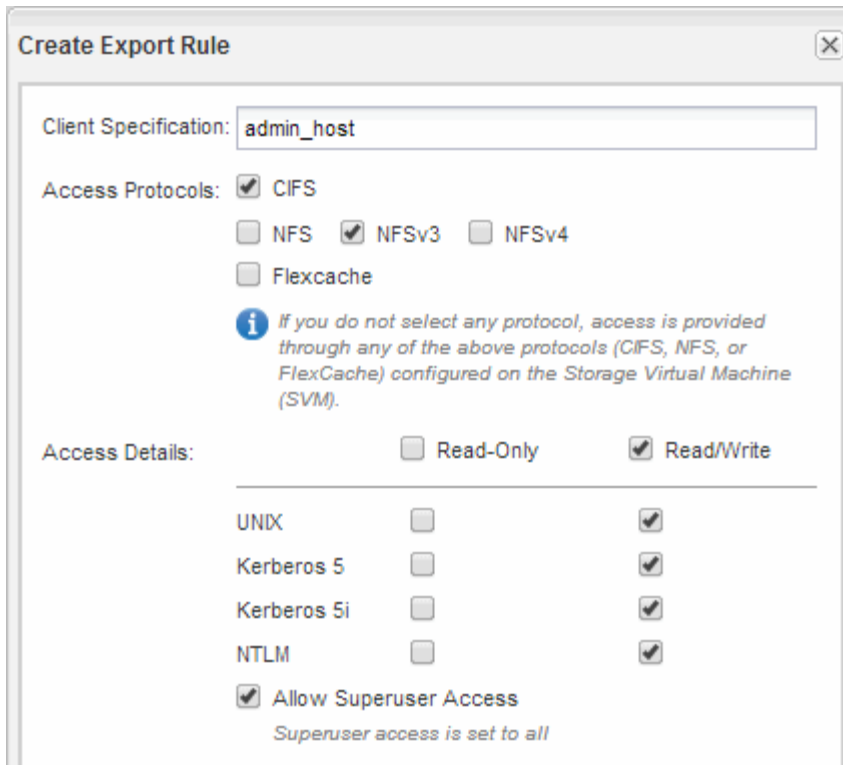 Create Export Rule
Client Specification: admin_host
Access Protocols: CIFS
NFS NFSv3 NFSv4
Flexcache
If you do not select any protocol, access is provided
through any of the above protocols (CIFS, NFS, or
FlexCache) configured on the Storage Virtual Machine
(SVM).
Access Details: Read-Only Read/Write
UNIX
Kerberos 5
Kerberos 5i
NTLM
Allow Superuser Access
Superuser access is set to all